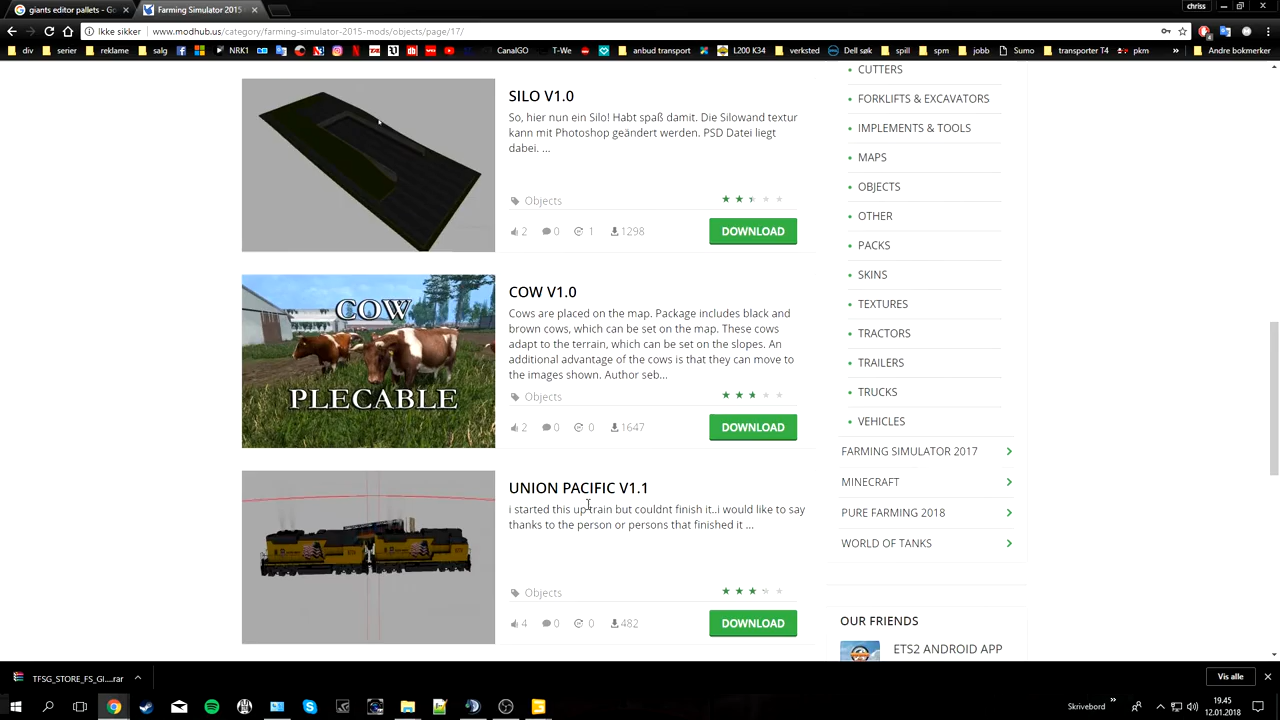 giants editor pallets - Go
Farming Simulator 2015
chriss
Ikke sikker
www.modhub.us/category/farming-simulator-2015-mods/objects/page/17/
div
serier
reklame
NRK1
CanalGO
T-We
anbud transport
L200 K34
verksted
Dell søk
spill
spm
jobb
Sumo
transporter T4
pkm
Andre bokmerker
SILO V1.0
So, hier nun ein Silo! Habt spaß damit. Die Silowand textur
kann mit Photoshop geändert werden. PSD Datei liegt
dabei. ...
Objects
2 0 1 1298
DOWNLOAD
COW
PLECABLE
COW V1.0
Cows are placed on the map. Package includes black and
brown cows, which can be set on the map. These cows
adapt to the terrain, which can be set on the slopes. An
additional advantage of the cows is that they can move to
the images shown. Author seb...
Objects
2 0 0 1647
DOWNLOAD
UNION PACIFIC V1.1
i started this up train but couldnt finish it..i would like to say
thanks to the person or persons that finished it ...
Objects
4 0 0 482
DOWNLOAD
CUTTERS
FORKLIFTS & EXCAVATORS
IMPLEMENTS & TOOLS
MAPS
OBJECTS
OTHER
PACKS
SKINS
TEXTURES
TRACTORS
TRAILERS
TRUCKS
VEHICLES
FARMING SIMULATOR 2017
MINECRAFT
PURE FARMING 2018
WORLD OF TANKS
OUR FRIENDS
ETS2 ANDROID APP
TFSG_STORE_FS_GI....rar
Vis alle
Skrivebord
19.45
12.01.2018